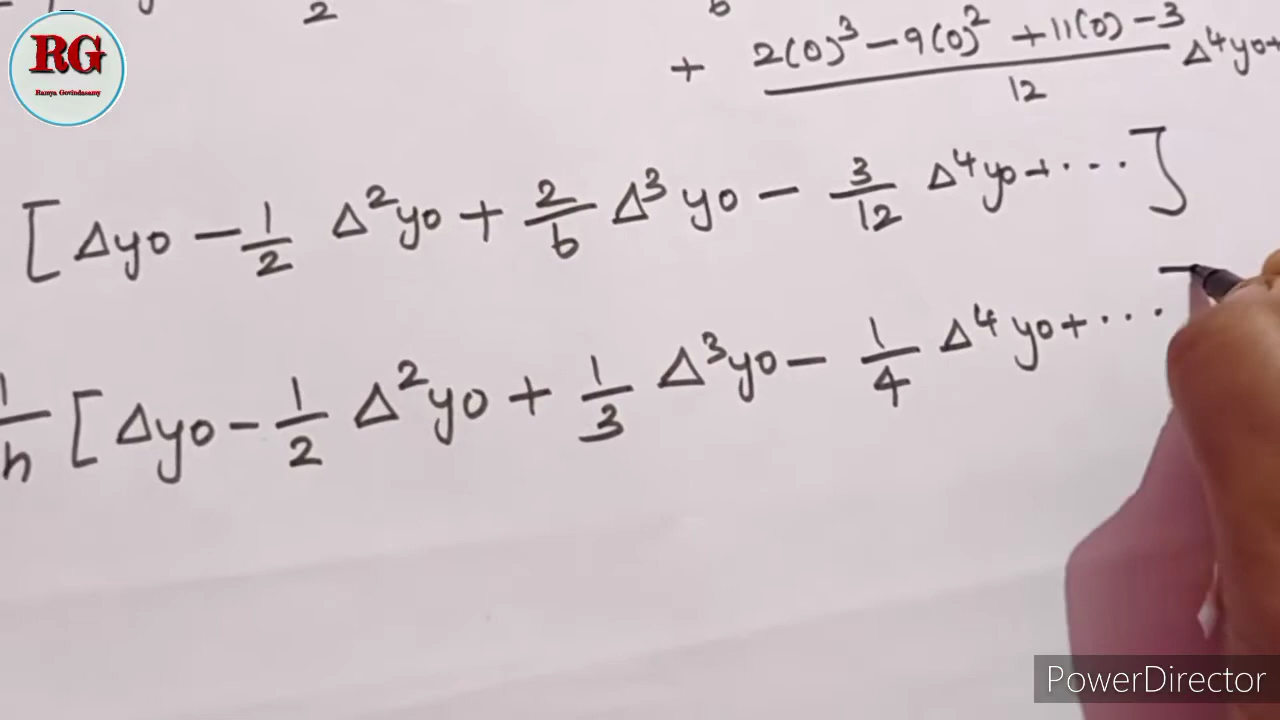 RG
Ramya Govindasamy
2
+ 2(0)³ - 9(0)² + 11(0) - 3 / 12 Δ⁴y0+
[Δy0 - 1/2 Δ²y0 + 2/6 Δ³y0 - 3/12 Δ⁴y0 + ...]
1/h [Δy0 - 1/2 Δ²y0 + 1/3 Δ³y0 - 1/4 Δ⁴y0 + ...
PowerDirector